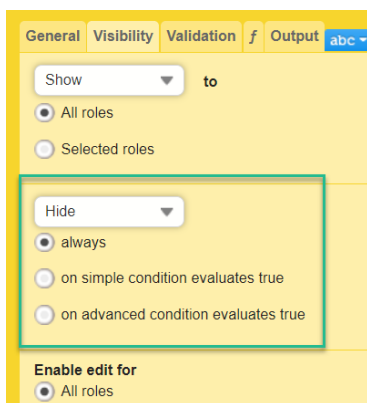 General Visibility Validation ƒ Output abc
Show to
All roles
Selected roles
Hide
always
on simple condition evaluates true
on advanced condition evaluates true
Enable edit for
All roles